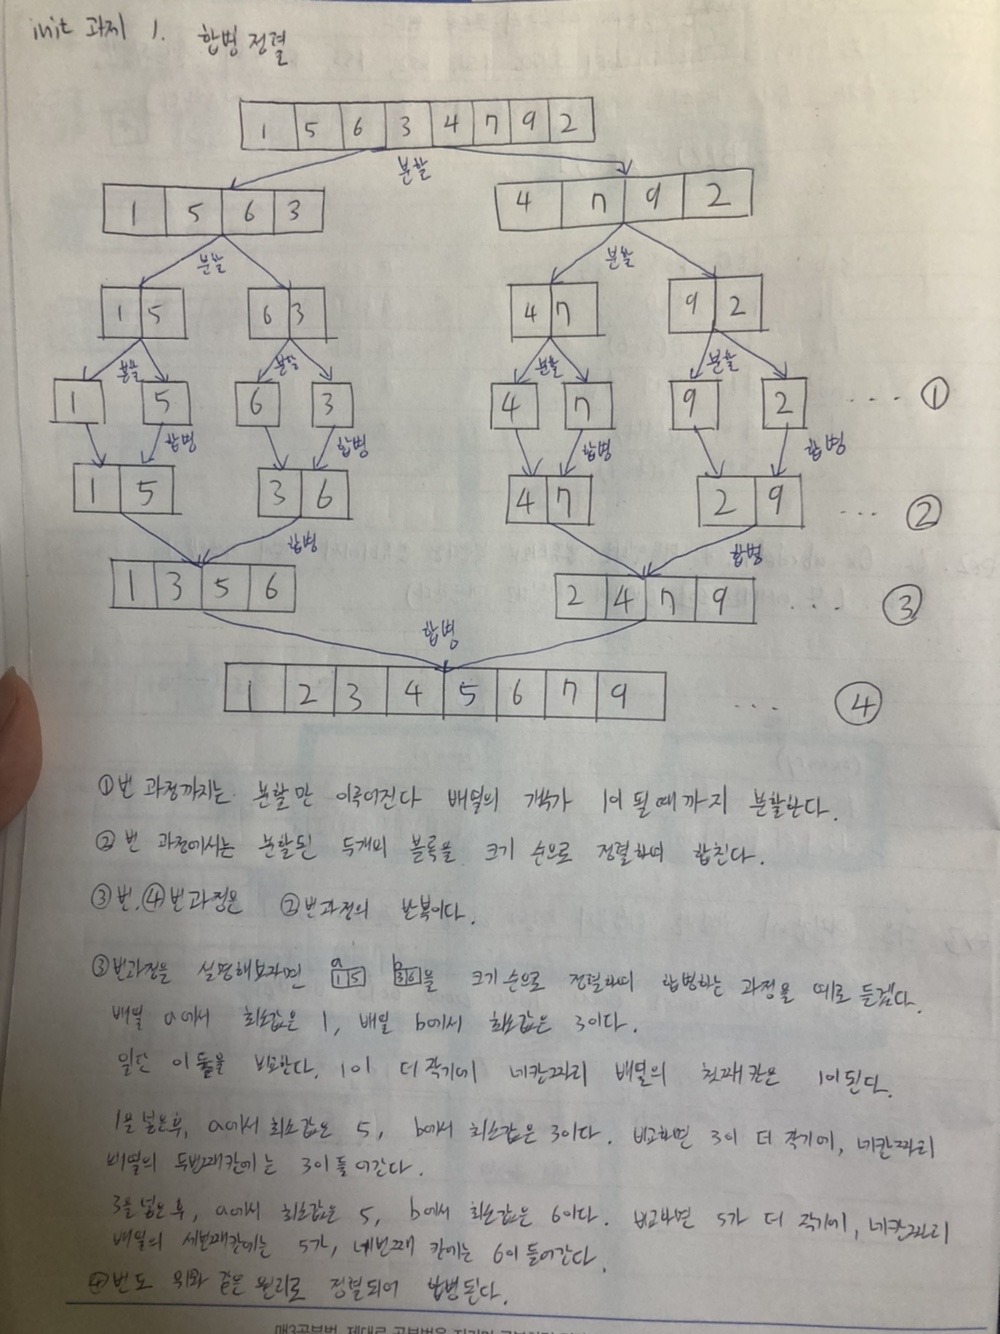 init 과제 1. 합병 정렬
1 5 6 3 4 7 9 2
분할
1 5 6 3 4 7 9 2
분할 분할
1 5 6 3 4 7 9 2
분할 분할 분할 분할
1 5 6 3 4 7 9 2 ... ①
합병 합병 합병 합병
1 5 3 6 4 7 2 9 ... ②
합병 합병
1 3 5 6 2 4 7 9 ... ③
합병
1 2 3 4 5 6 7 9 ... ④
①번 과정까지는 분할만 이루어진다 배열의 개수가 1이 될 때까지 분할한다.
②번 과정에서는 분할된 두개의 블록을 크기 순으로 정렬하며 합친다.
③번, ④번과정은 ②번과정의 반복이다.
③번과정을 설명해보자면 a 1 5 b 3 6 을 크기 순으로 정렬하며 합병하는 과정을 예로 들겠다.
배열 a에서 최소값은 1, 배열 b에서 최소값은 3이다.
일단 이 둘을 비교한다. 1이 더 작기에 네칸짜리 배열의 첫째 칸은 1이 된다.
1을 넣은후, a에서 최소값은 5, b에서 최소값은 3이다. 비교하면 3이 더 작기에, 네칸짜리
배열의 두번째칸에는 3이 들어간다.
3을 넣은 후, a에서 최소값은 5, b에서 최소값은 6이다. 비교하면 5가 더 작기에, 네칸짜리
배열의 세번째칸에는 5가, 네번째 칸에는 6이 들어간다.
④번도 위와 같은 원리로 정렬되어 합병된다.